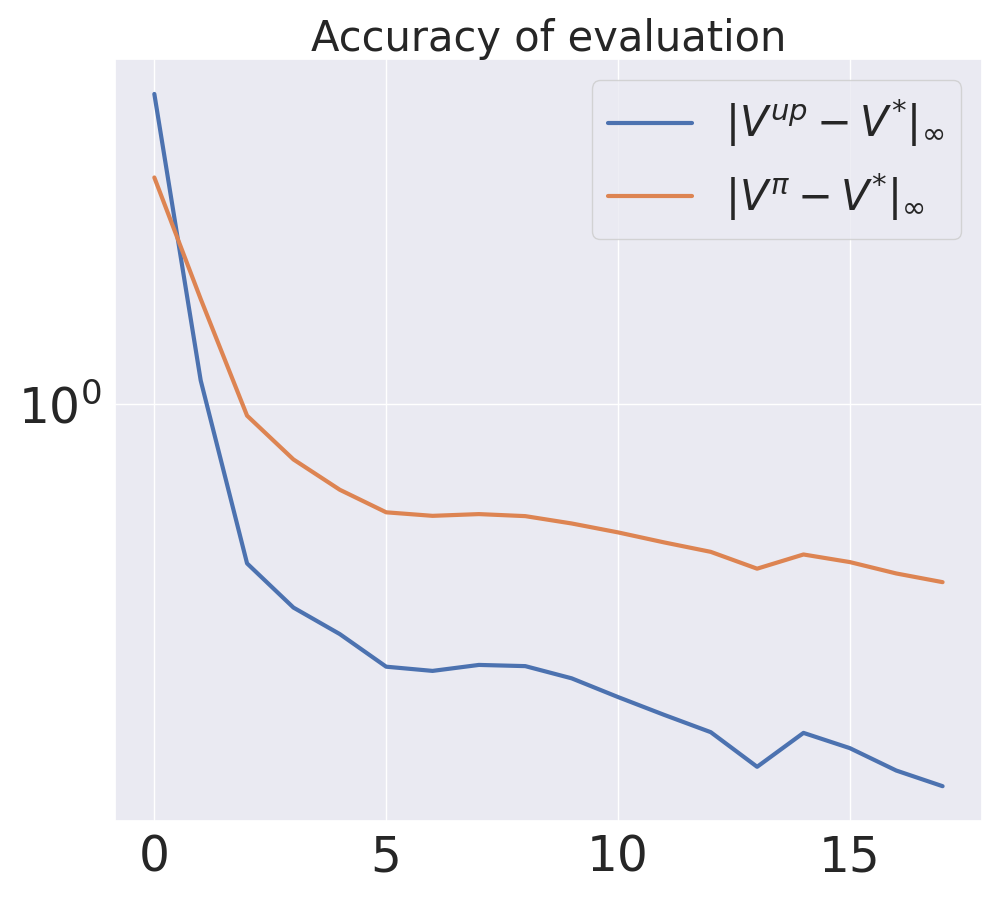 Accuracy of evaluation
|V^{up} − V^*|_∞
|V^π − V^*|_∞
10^0
0 5 10 15